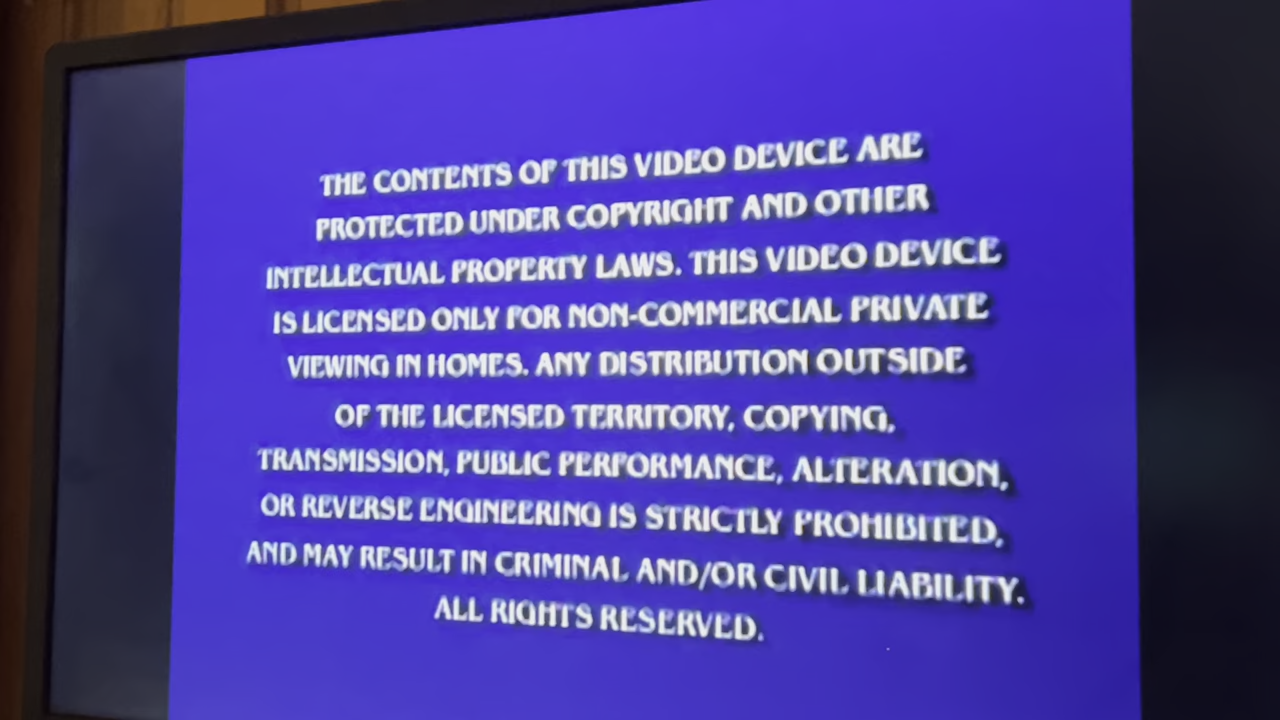 THE CONTENTS OF THIS VIDEO DEVICE ARE
PROTECTED UNDER COPYRIGHT AND OTHER
INTELLECTUAL PROPERTY LAWS. THIS VIDEO DEVICE
IS LICENSED ONLY FOR NON-COMMERCIAL PRIVATE
VIEWING IN HOMES. ANY DISTRIBUTION OUTSIDE
OF THE LICENSED TERRITORY, COPYING,
TRANSMISSION, PUBLIC PERFORMANCE, ALTERATION,
OR REVERSE ENGINEERING IS STRICTLY PROHIBITED,
AND MAY RESULT IN CRIMINAL AND/OR CIVIL LIABILITY.
ALL RIGHTS RESERVED.